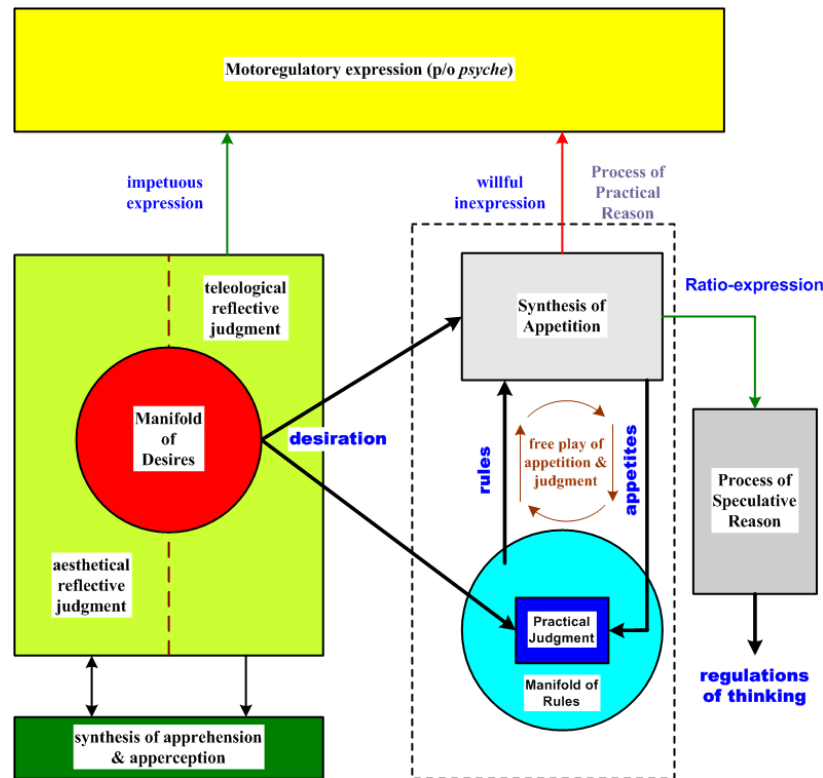 Motoregulatory expression (p/o psyche)
impetuous
expression
willful
inexpression
Process of
Practical
Reason
teleological
reflective
judgment
Synthesis of
Appetition
Ratio-expression
Manifold
of
Desires
desiration
rules
free play of
appetition &
judgment
appetites
Process of
Speculative
Reason
aesthetical
reflective
judgment
Practical
Judgment
Manifold of
Rules
regulations
of thinking
synthesis of apprehension
& apperception